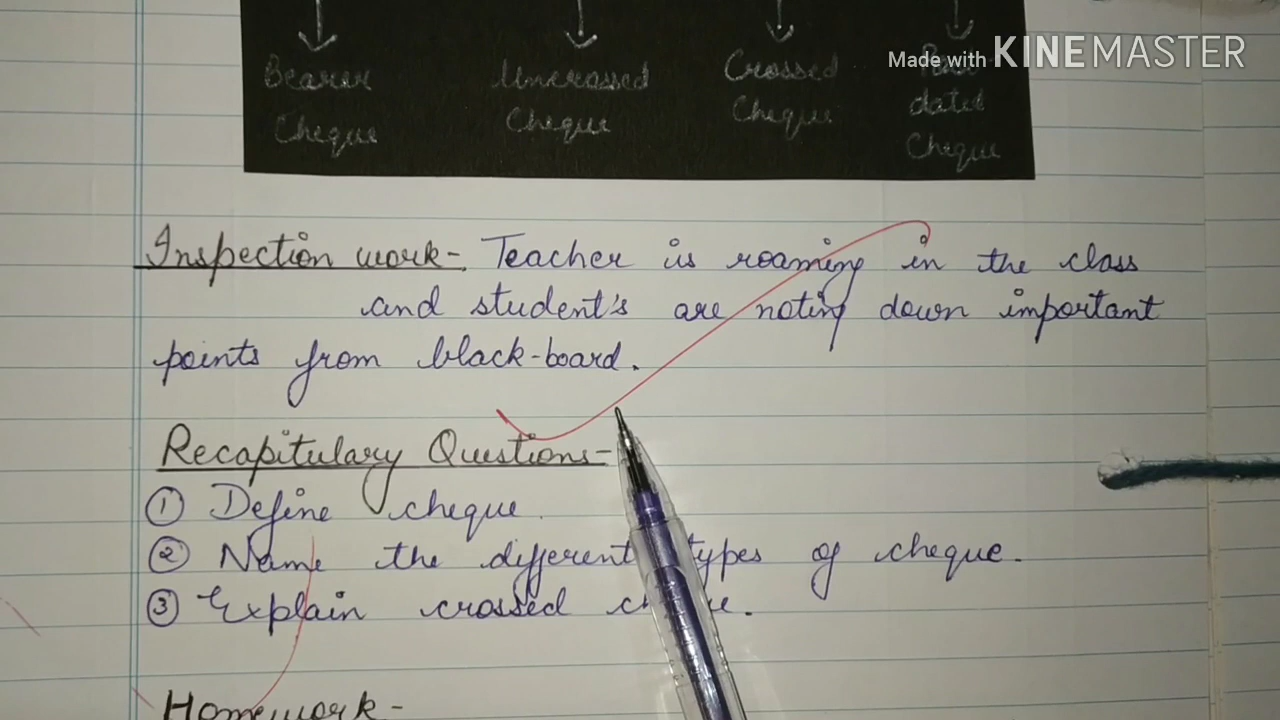 Bearer Cheque
Uncrossed Cheque
Crossed Cheque
dated Cheque
Made with KINEMASTER
Inspection work- Teacher is roaming in the class
and student's are noting down important
points from black-board.
Recapitulary Questions-
① Define cheque.
② Name the different types of cheque.
③ Explain crossed
Homework-